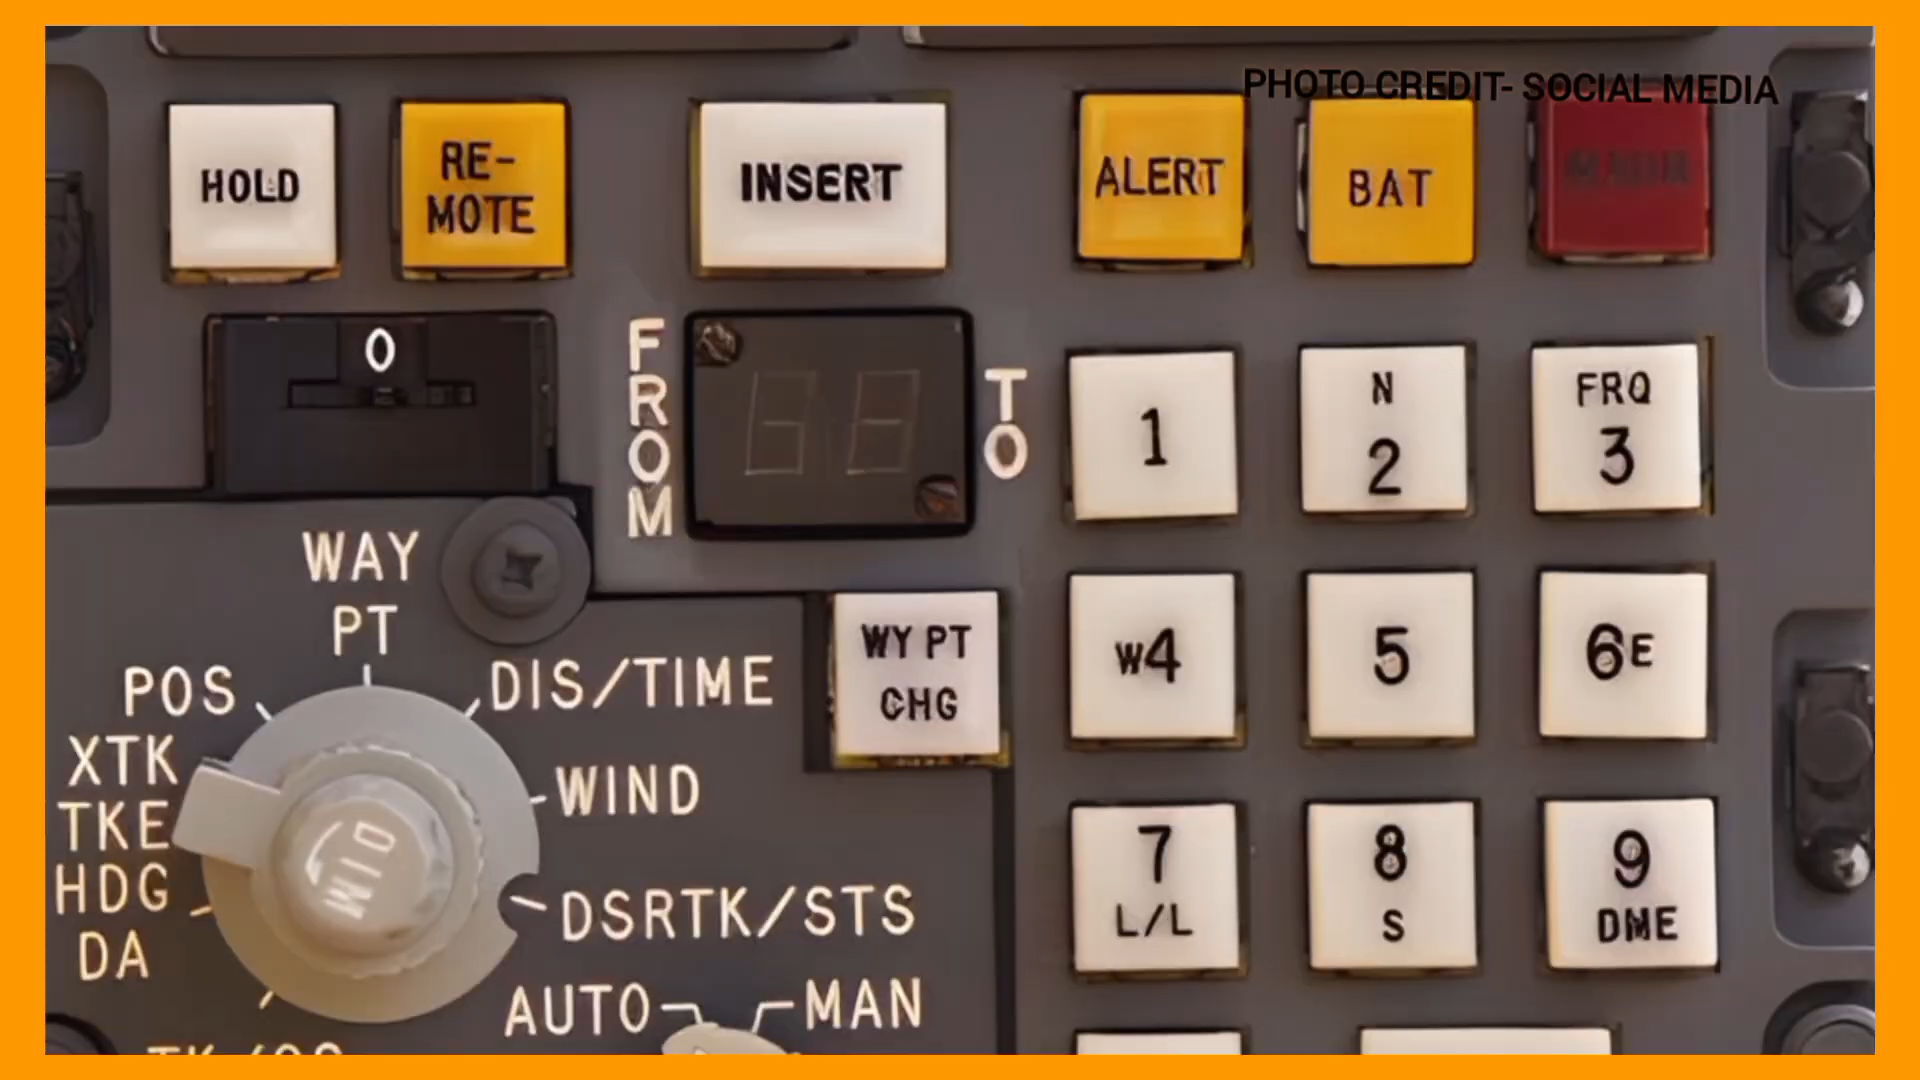 PHOTO CREDIT- SOCIAL MEDIA
HOLD
RE-
MOTE
INSERT
ALERT
BAT
0
FROM
TO
1
N
2
FRQ
3
WAY
PT
POS
DIS/TIME
WY PT
CHG
W4
5
6E
XTK
TKE
HDG
DA
WIND
DIM
7
L/L
8
S
9
DME
DSRTK/STS
AUTO
MAN